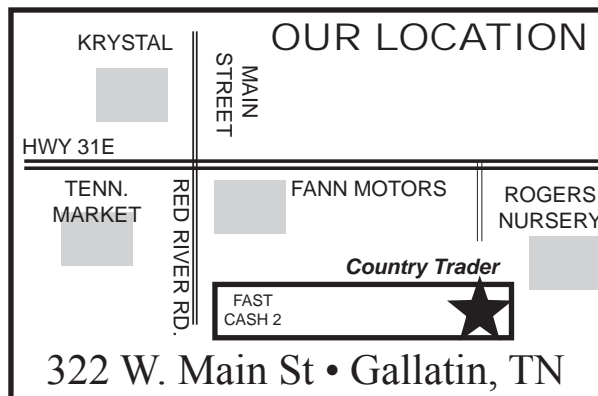 OUR LOCATION
KRYSTAL
MAIN
STREET
HWY 31E
TENN.
MARKET
RED RIVER RD.
FANN MOTORS
ROGERS
NURSERY
Country Trader
FAST
CASH 2
322 W. Main St • Gallatin, TN